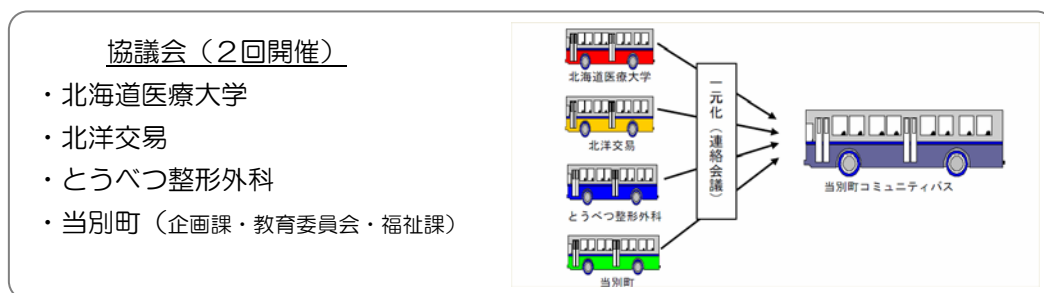 協議会（２回開催）
・北海道医療大学
・北洋交易
・とうべつ整形外科
・当別町（企画課・教育委員会・福祉課）
北海道医療大学
北洋交易
とうべつ整形外科
当別町
一元化（連絡会議）
当別町コミュニティバス